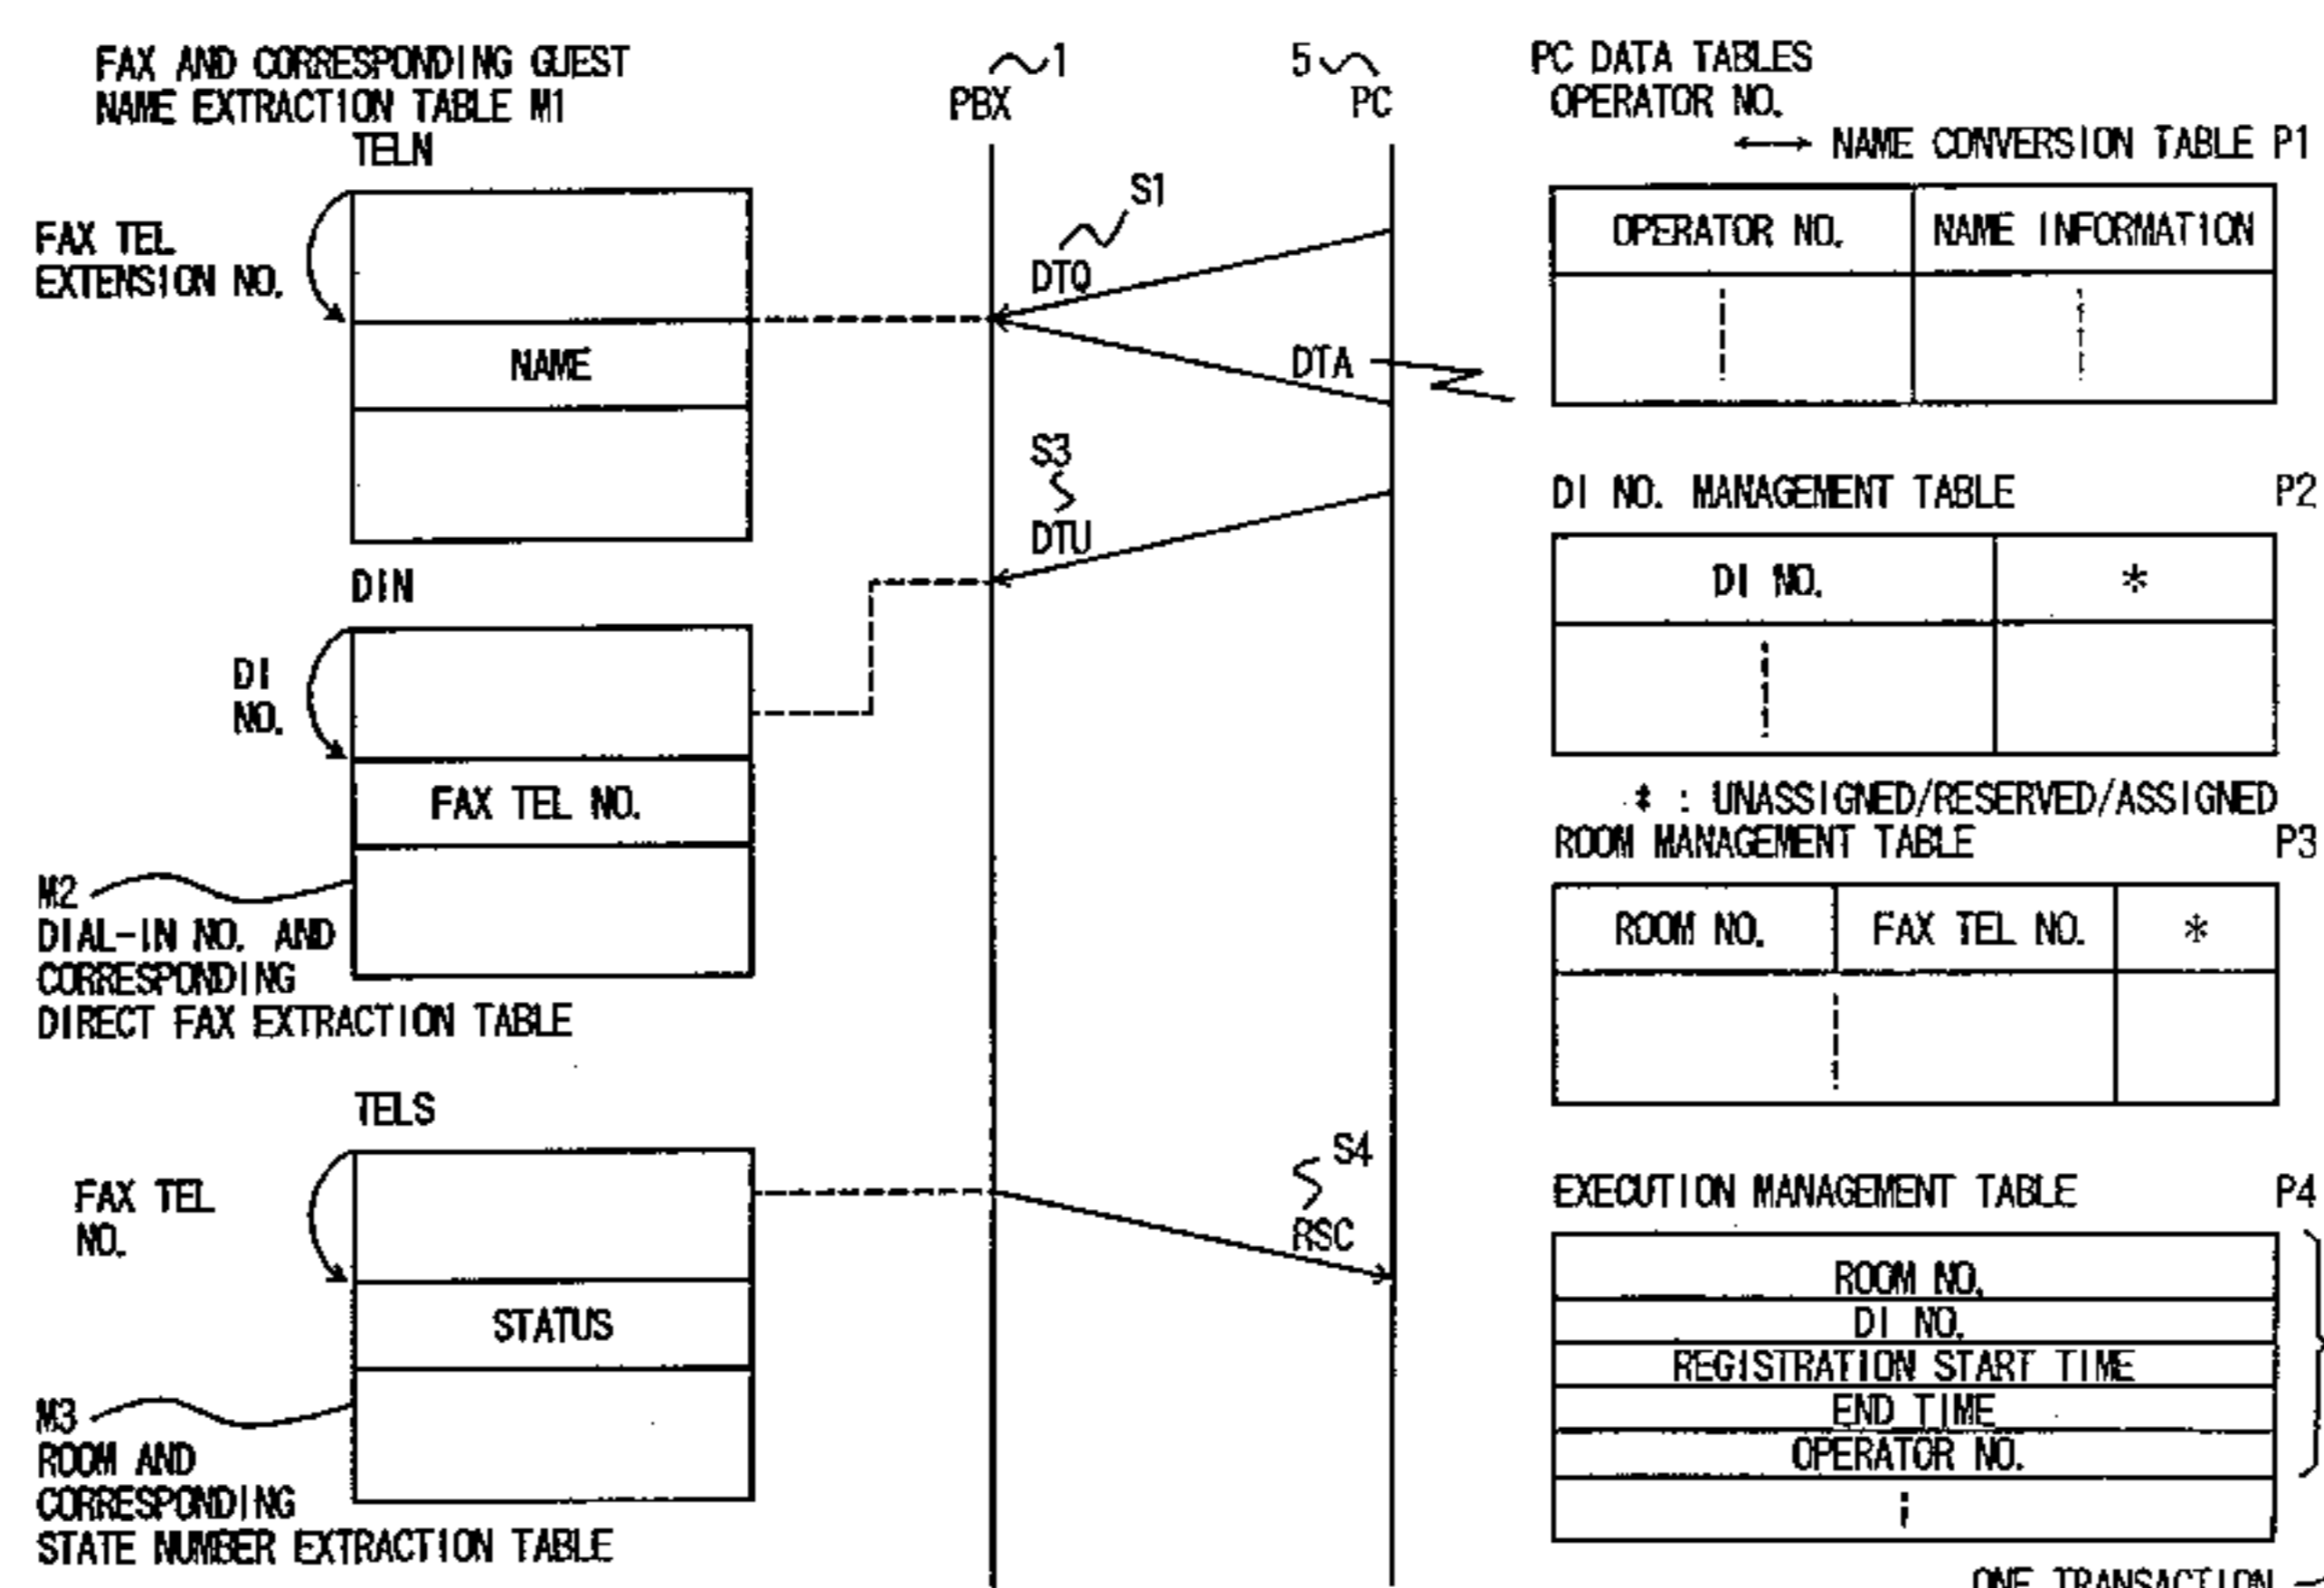 FAX AND CORRESPONDING GUEST
NAME EXTRACTION TABLE M1
TELN
FAX TEL
EXTENSION NO.
NAME
DIN
DI
NO.
FAX TEL NO.
M2
DIAL-IN NO. AND
CORRESPONDING
DIRECT FAX EXTRACTION TABLE
TELS
FAX TEL
NO.
STATUS
M3
ROOM AND
CORRESPONDING
STATE NUMBER EXTRACTION TABLE
1
PBX
5
PC
S1
DTQ
DTA
S3
DTU
S4
RSC
PC DATA TABLES
OPERATOR NO.
↔ NAME CONVERSION TABLE P1
OPERATOR NO. NAME INFORMATION
DI NO. MANAGEMENT TABLE P2
DI NO. *
* : UNASSIGNED/RESERVED/ASSIGNED
ROOM MANAGEMENT TABLE P3
ROOM NO. FAX TEL NO. *
EXECUTION MANAGEMENT TABLE P4
ROOM NO.
DI NO.
REGISTRATION START TIME
END TIME
OPERATOR NO.
ONE TRANSACTION